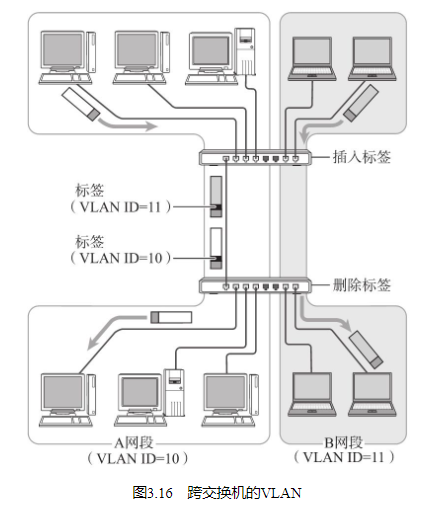 插入标签
标签
（VLAN ID=11）
标签
（VLAN ID=10）
删除标签
A网段
（VLAN ID=10）
B网段
（VLAN ID=11）
图3.16 跨交换机的VLAN